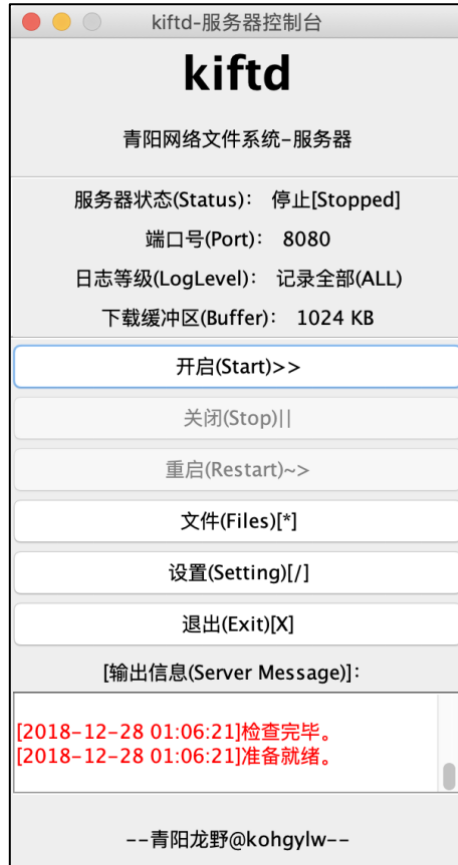 kiftd-服务器控制台
kiftd
青阳网络文件系统-服务器
服务器状态(Status)： 停止[Stopped]
端口号(Port)： 8080
日志等级(LogLevel)： 记录全部(ALL)
下载缓冲区(Buffer)： 1024 KB
开启(Start)>>
关闭(Stop)||
重启(Restart)~>
文件(Files)[*]
设置(Setting)[/]
退出(Exit)[X]
[输出信息(Server Message)]：
[2018-12-28 01:06:21]检查完毕。
[2018-12-28 01:06:21]准备就绪。
--青阳龙野@kohgylw--